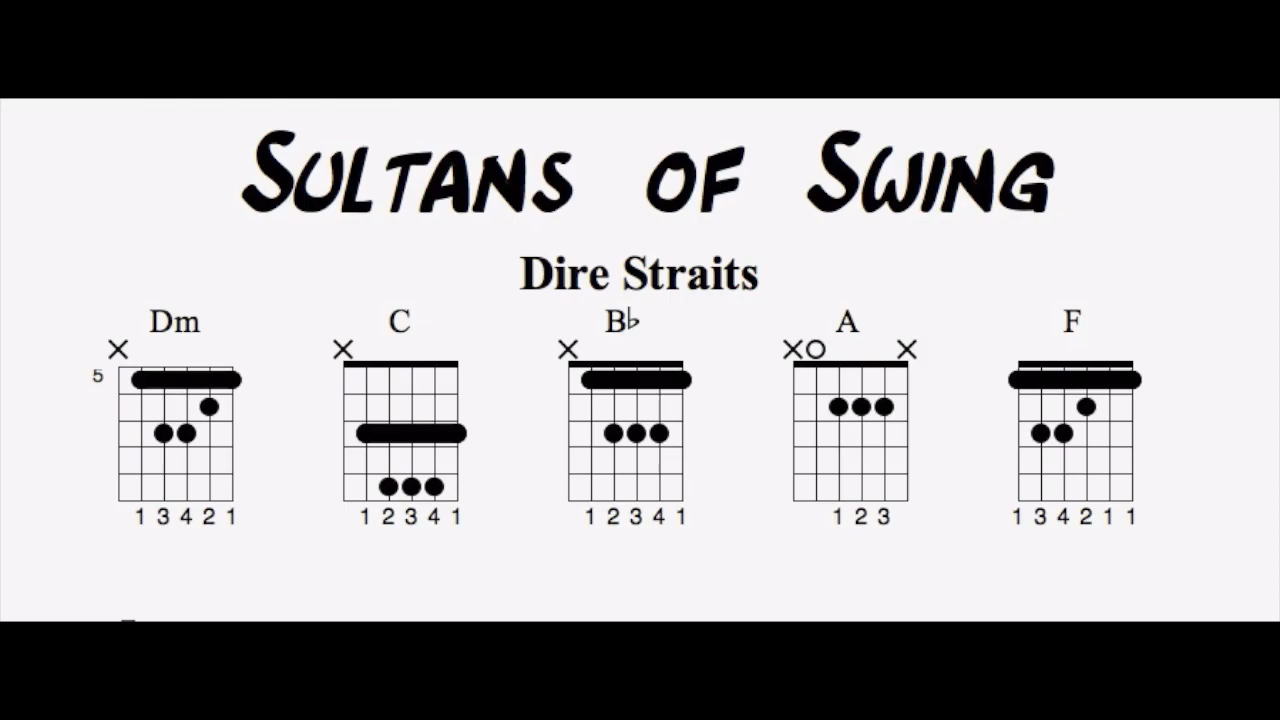 SULTANS OF SWING
Dire Straits
Dm C B♭ A F
5
1 3 4 2 1 1 2 3 4 1 1 2 3 4 1 1 2 3 1 3 4 2 1 1